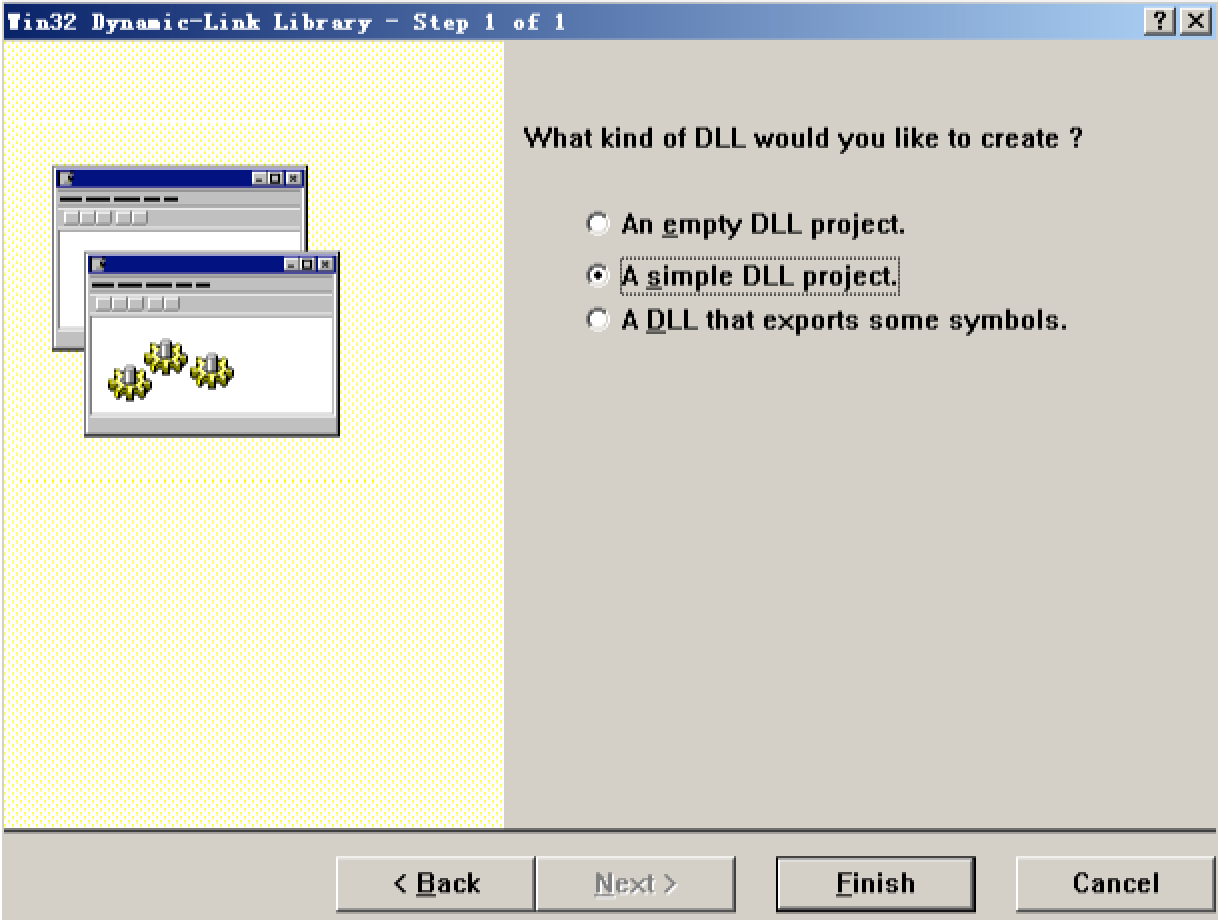 Win32 Dynamic-Link Library - Step 1 of 1
What kind of DLL would you like to create ?
An empty DLL project.
A simple DLL project.
A DLL that exports some symbols.
< Back
Next >
Finish
Cancel